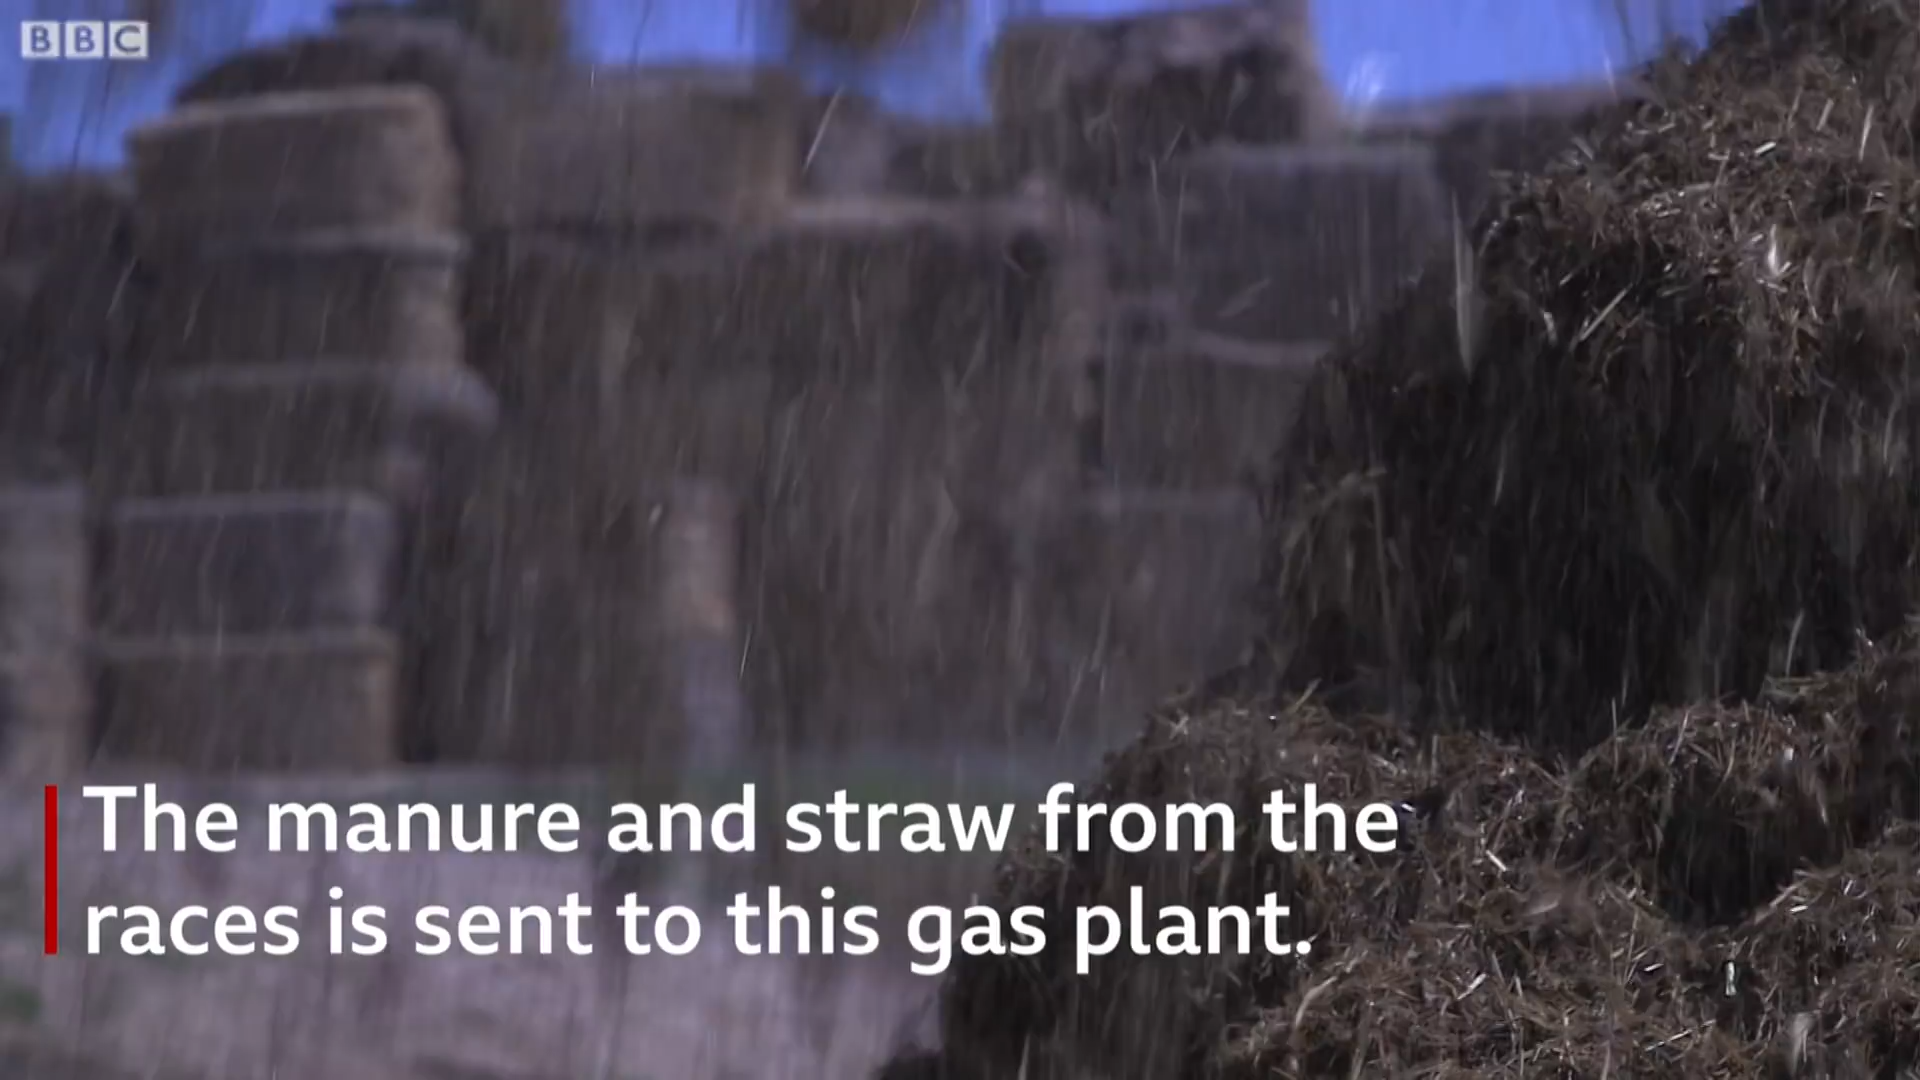 BBC
The manure and straw from the
races is sent to this gas plant.